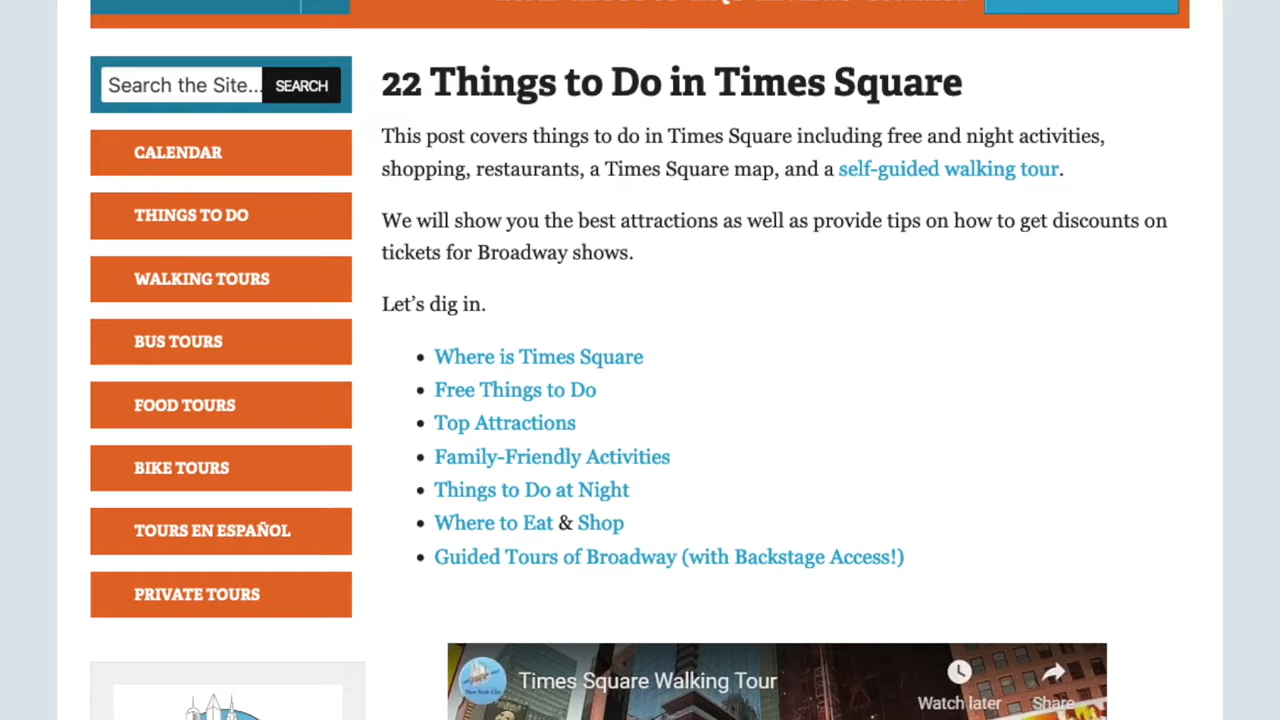 Search the Site...
SEARCH
CALENDAR
THINGS TO DO
WALKING TOURS
BUS TOURS
FOOD TOURS
BIKE TOURS
TOURS EN ESPAÑOL
PRIVATE TOURS
22 Things to Do in Times Square
This post covers things to do in Times Square including free and night activities,
shopping, restaurants, a Times Square map, and a self-guided walking tour.
We will show you the best attractions as well as provide tips on how to get discounts on
tickets for Broadway shows.
Let’s dig in.
• Where is Times Square
• Free Things to Do
• Top Attractions
• Family-Friendly Activities
• Things to Do at Night
• Where to Eat & Shop
• Guided Tours of Broadway (with Backstage Access!)
Times Square Walking Tour
Watch later
Share
New York City